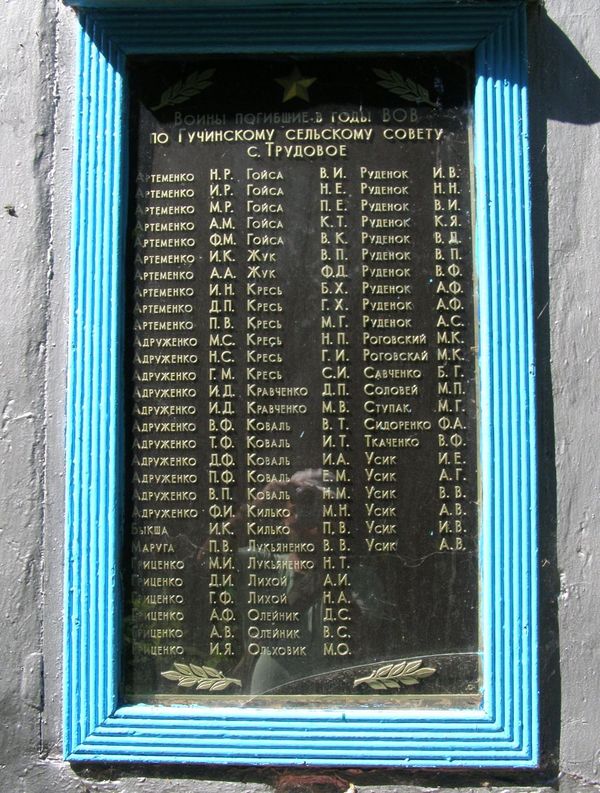 Воины погибшие в годы ВОВ
по Гучинскому сельскому совету
с. Трудовое
Артеменко Н.Р. Гойса В.И. Руденок И.В.
Артеменко И.Р. Гойса Н.Е. Руденок Н.Н.
Артеменко М.Р. Гойса П.Е. Руденок В.И.
Артеменко А.М. Гойса К.Т. Руденок К.Я.
Артеменко Ф.М. Гойса В.К. Руденок В.Д.
Артеменко И.К. Жук В.П. Руденок В.П.
Артеменко А.А. Жук Ф.Д. Руденок В.Ф.
Артеменко И.Н. Кресь Б.Х. Руденок А.Ф.
Артеменко Д.П. Кресь Г.Х. Руденок А.Ф.
Артеменко П.В. Кресь М.Г. Руденок А.С.
Адруженко М.С. Кресь Н.П. Роговский М.К.
Адруженко Н.С. Кресь Г.И. Роговскай М.К.
Адруженко Г.М. Кресь С.И. Савченко Б.Г.
Адруженко И.Д. Кравченко Д.П. Соловей М.П.
Адруженко И.Д. Кравченко М.В. Ступак М.Г.
Адруженко В.Ф. Коваль В.Т. Сидоренко Ф.А.
Адруженко Т.Ф. Коваль И.Т. Ткаченко В.Ф.
Адруженко Д.Ф. Коваль И.А. Усик И.Е.
Адруженко П.Ф. Коваль Е.М. Усик А.Г.
Адруженко В.П. Коваль Н.М. Усик В.В.
Адруженко Ф.И. Килько М.Н. Усик А.В.
Быкша И.К. Килько П.В. Усик И.В.
Маруга П.В. Лукьяненко В.В. Усик А.В.
Гриценко М.И. Лукьяненко Н.Т.
Гриценко Д.И. Лихой А.И.
Гриценко Г.Ф. Лихой Н.А.
Гриценко А.Ф. Олейник Д.С.
Гриценко А.В. Олейник В.С.
Гриценко И.Я. Ольховик М.О.